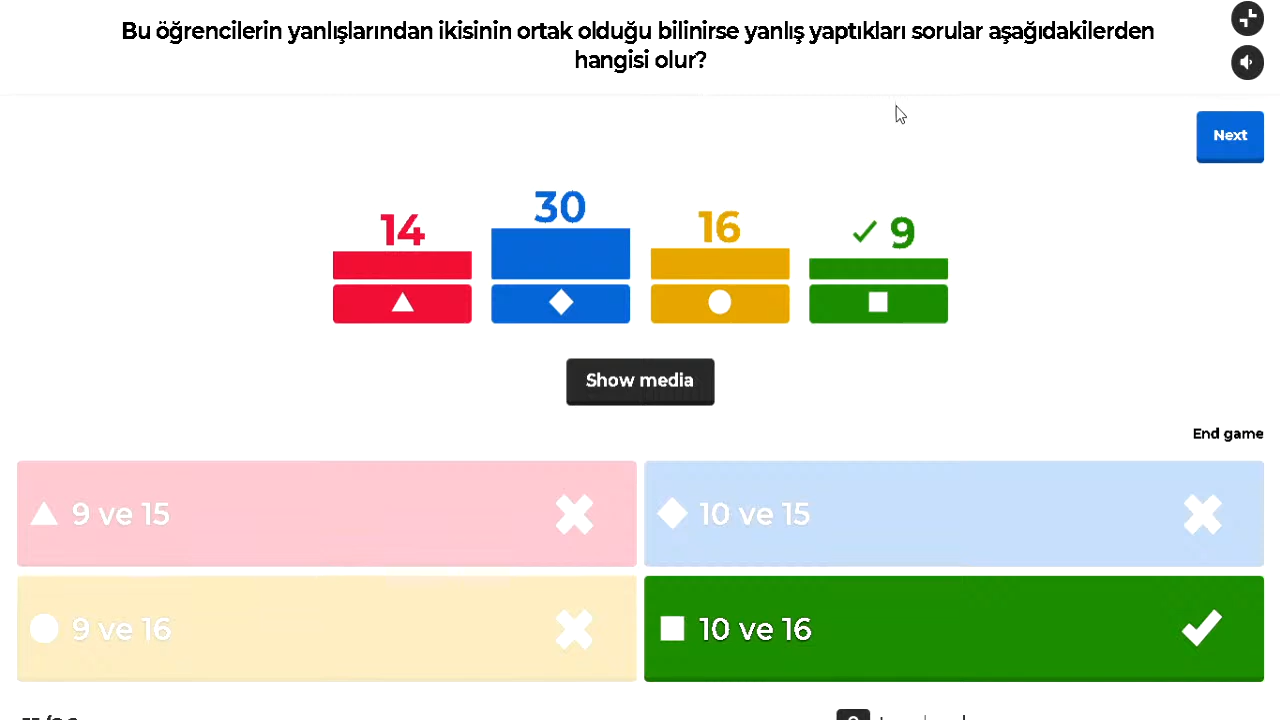 Bu öğrencilerin yanlışlarından ikisinin ortak olduğu bilinirse yanlış yaptıkları sorular aşağıdakilerden
hangisi olur?
Next
14
30
16
9
Show media
End game
9 ve 15
10 ve 15
9 ve 16
10 ve 16